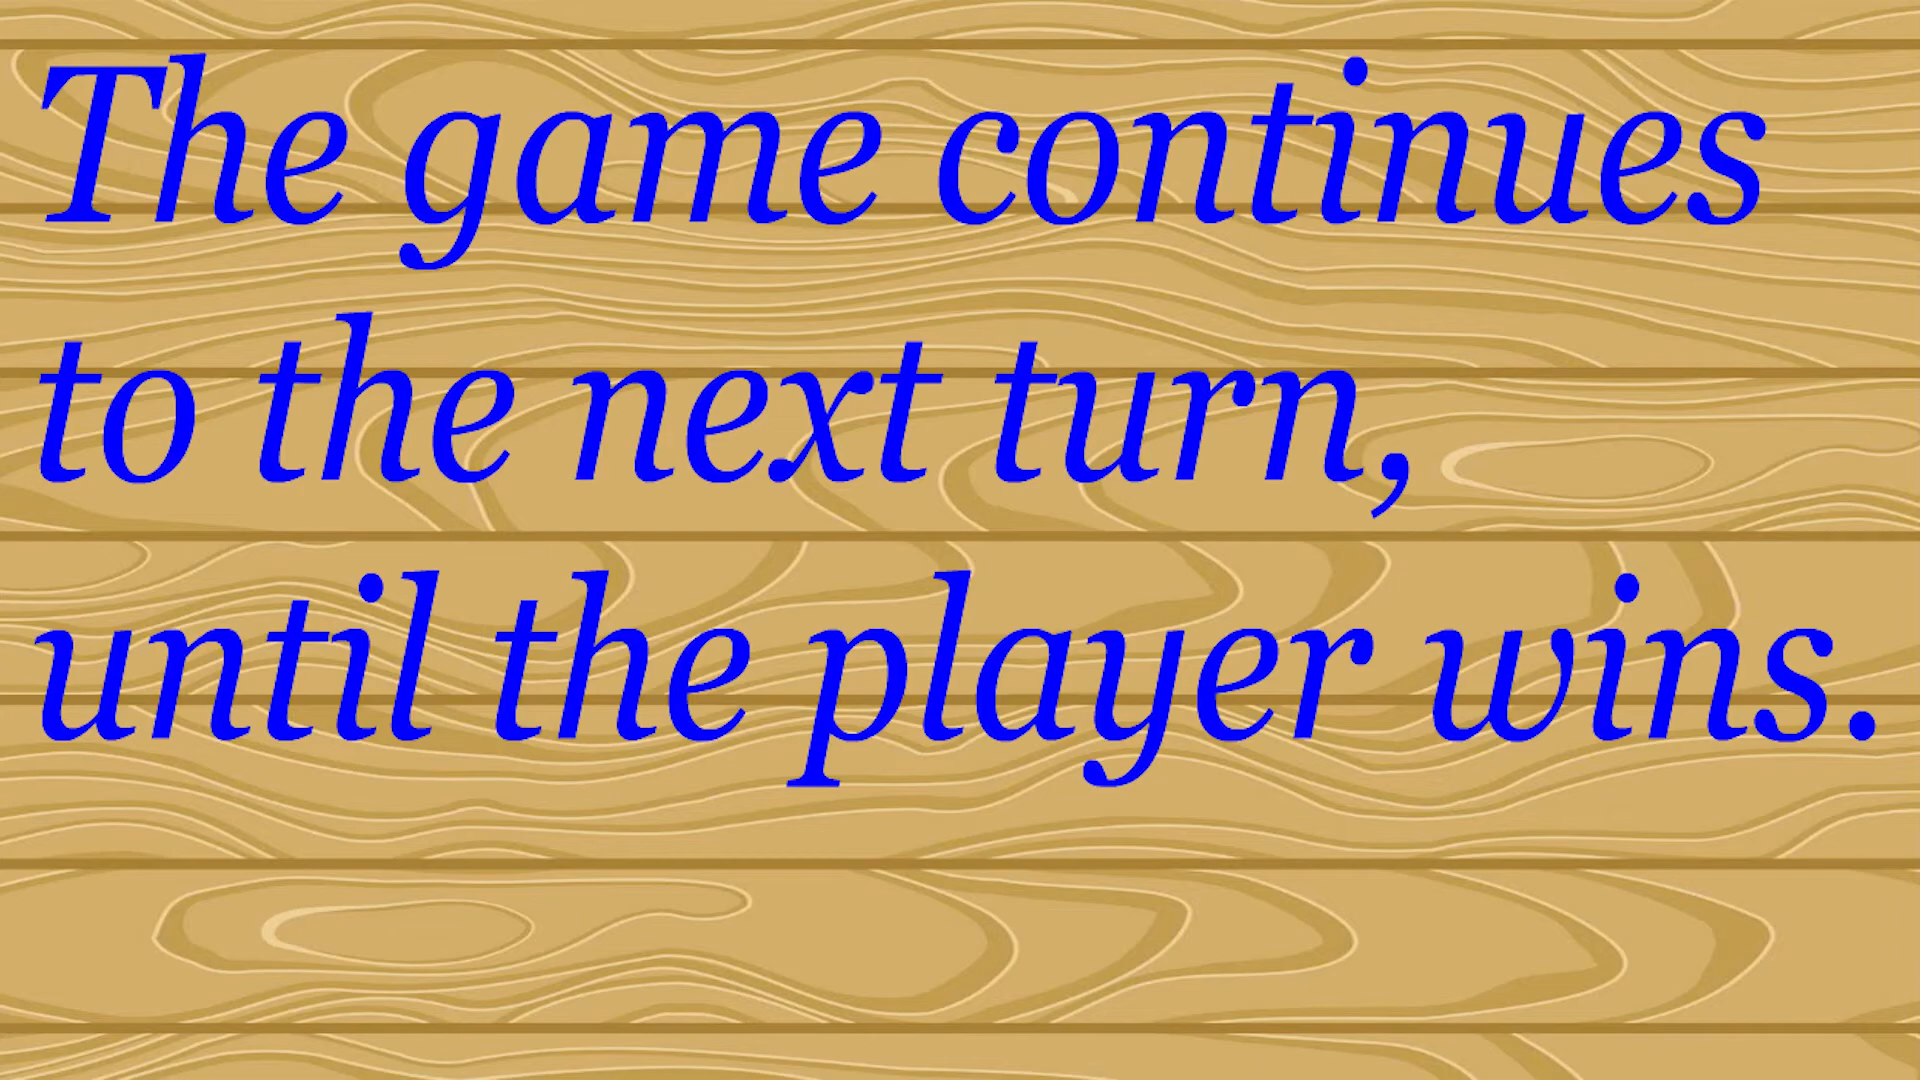 The game continues
to the next turn,
until the player wins.